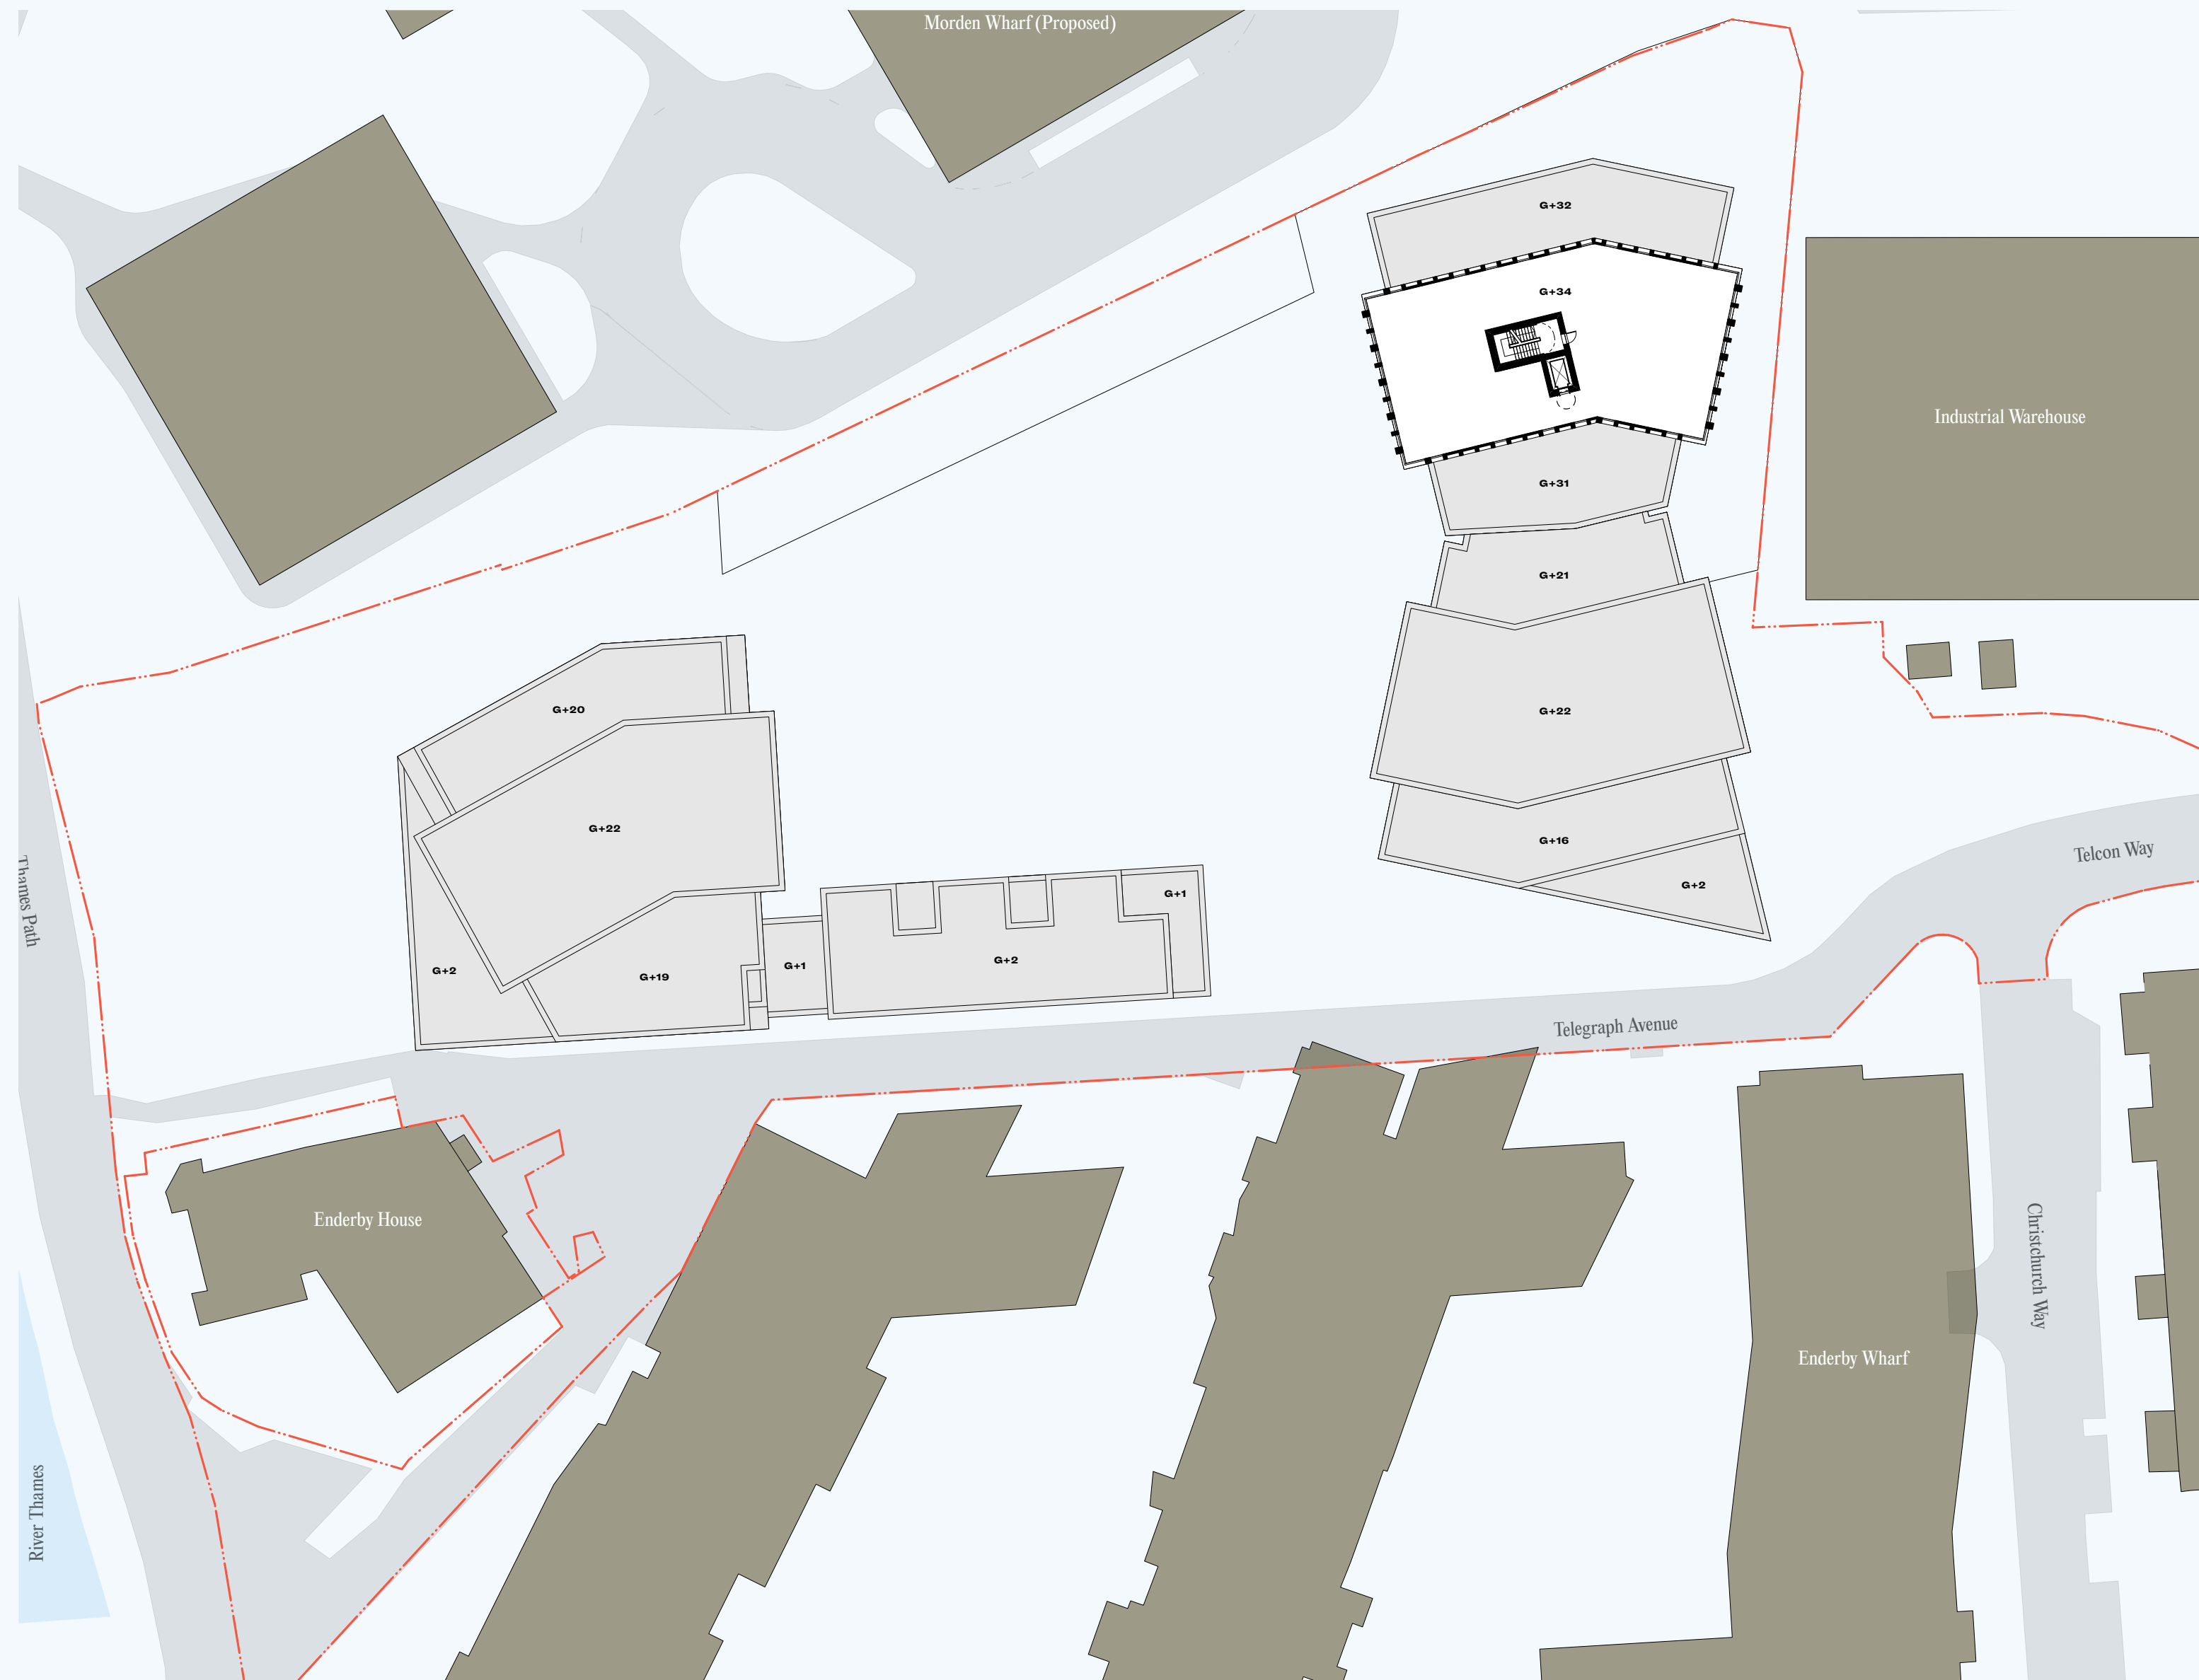 Morden Wharf (Proposed)
G+32
G+34
Industrial Warehouse
G+31
G+21
G+20
G+22
G+22
G+16
Telcon Way
G+2
G+1
Thames Path
G+2
G+19
G+1
G+2
Telegraph Avenue
Enderby House
Christchurch Way
Enderby Wharf
River Thames